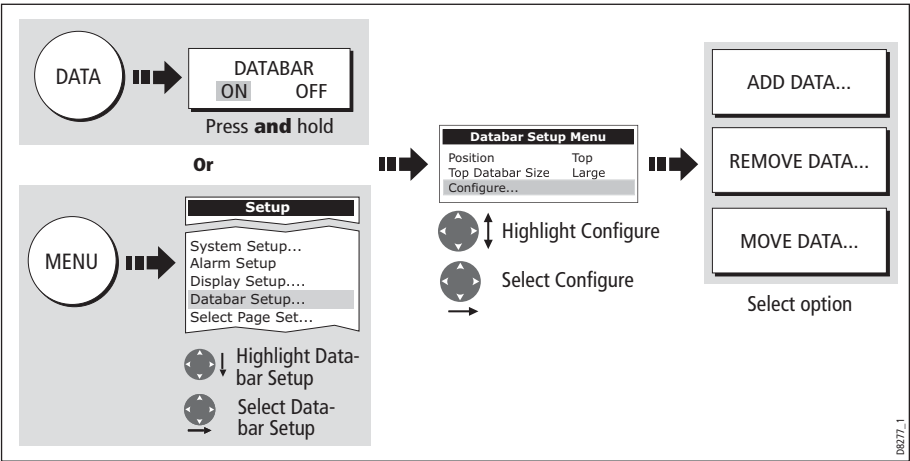 DATA
DATABAR
ON OFF
Press and hold
Or
MENU
Setup
System Setup...
Alarm Setup
Display Setup....
Databar Setup...
Select Page Set...
Highlight Data-
bar Setup
Select Data-
bar Setup
Databar Setup Menu
Position Top
Top Databar Size Large
Configure...
Highlight Configure
Select Configure
ADD DATA...
REMOVE DATA...
MOVE DATA...
Select option
D8277_1